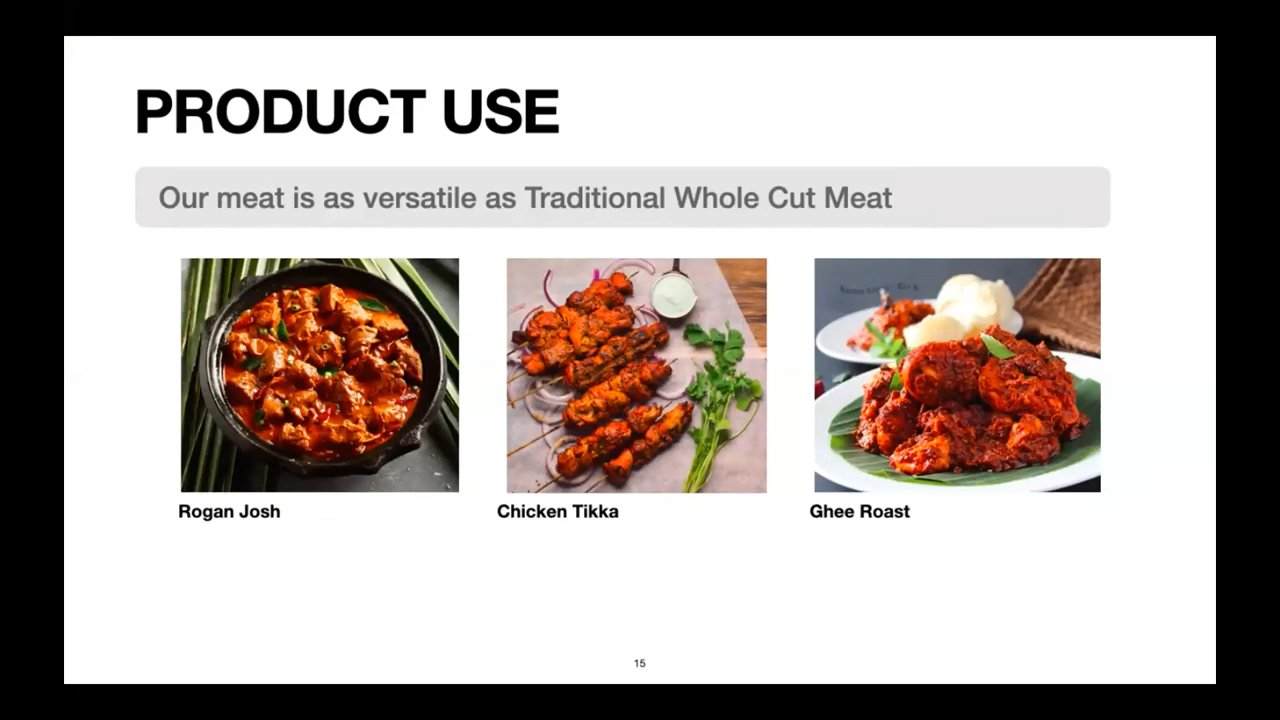 PRODUCT USE
Our meat is as versatile as Traditional Whole Cut Meat
Rogan Josh
Chicken Tikka
Ghee Roast
15